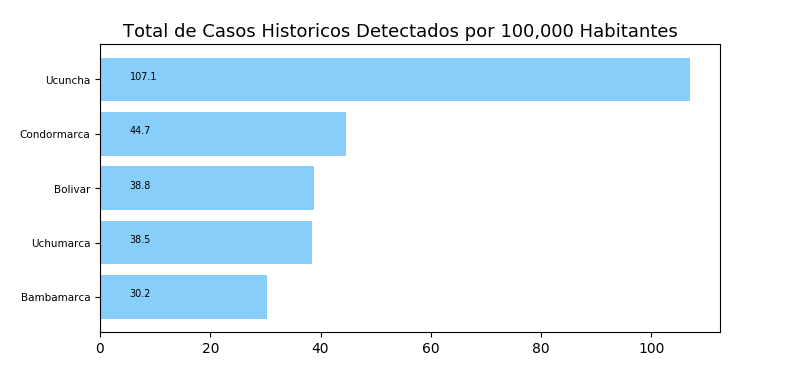 Total de Casos Historicos Detectados por 100,000 Habitantes
Ucuncha 107.1
Condormarca 44.7
Bolivar 38.8
Uchumarca 38.5
Bambamarca 30.2
0 20 40 60 80 100